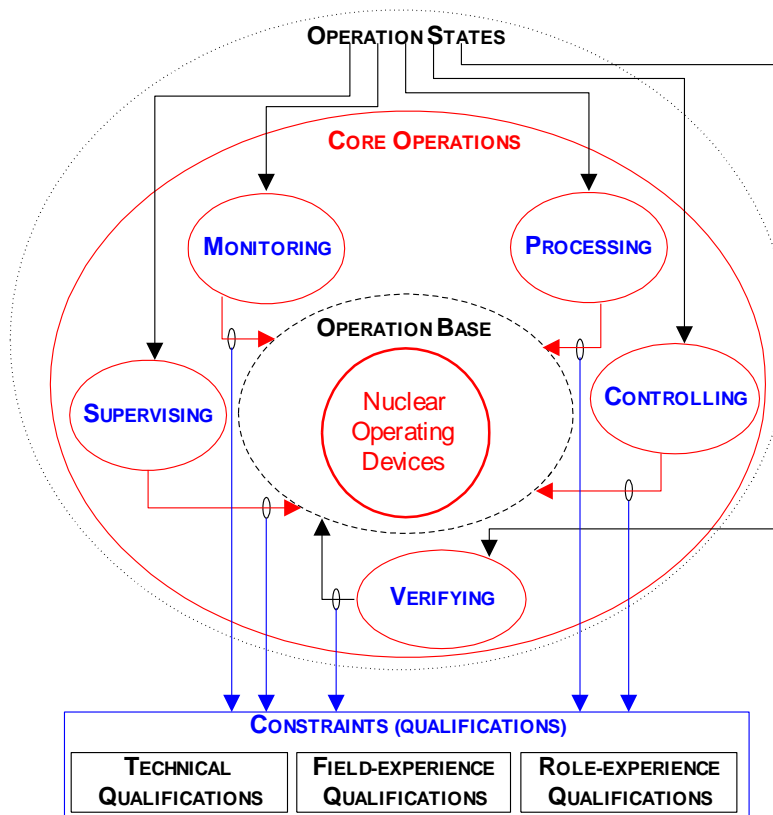 OPERATION STATES
CORE OPERATIONS
MONITORING
PROCESSING
OPERATION BASE
SUPERVISING
Nuclear
Operating
Devices
CONTROLLING
VERIFYING
CONSTRAINTS (QUALIFICATIONS)
TECHNICAL
QUALIFICATIONS
FIELD-EXPERIENCE
QUALIFICATIONS
ROLE-EXPERIENCE
QUALIFICATIONS